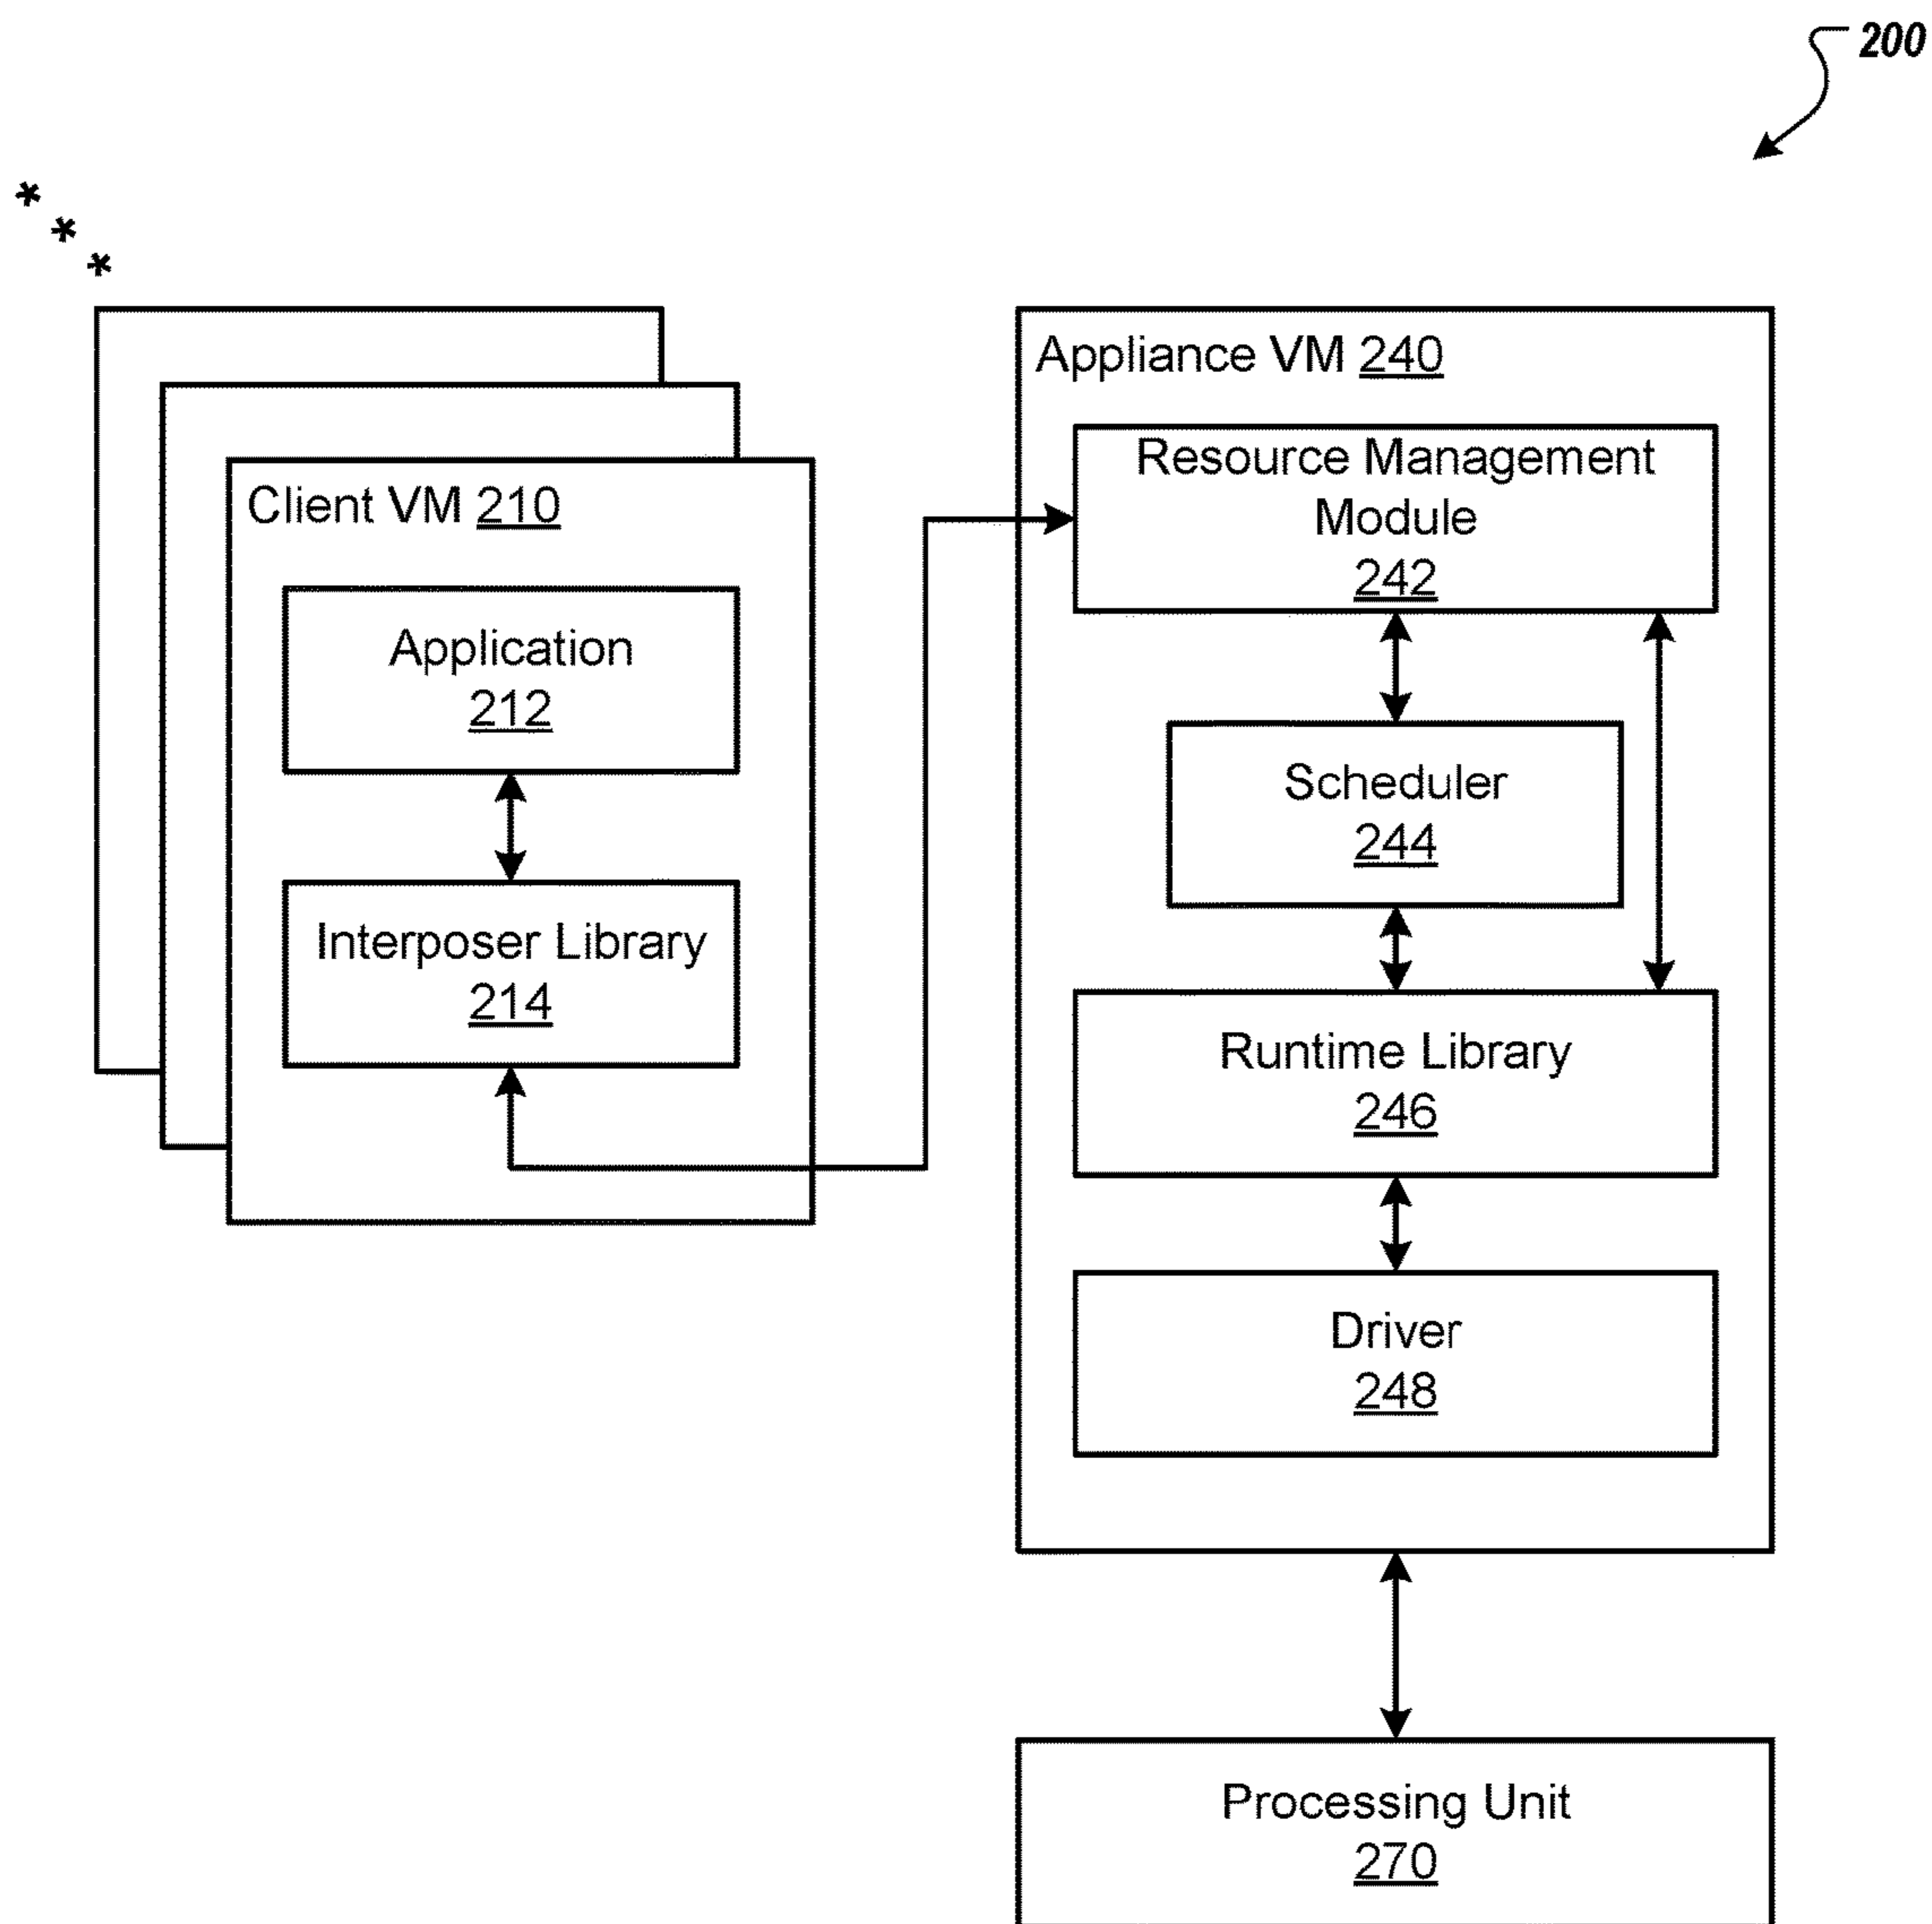 200
* * *
Client VM 210
Application
212
Interposer Library
214
Appliance VM 240
Resource Management
Module
242
Scheduler
244
Runtime Library
246
Driver
248
Processing Unit
270